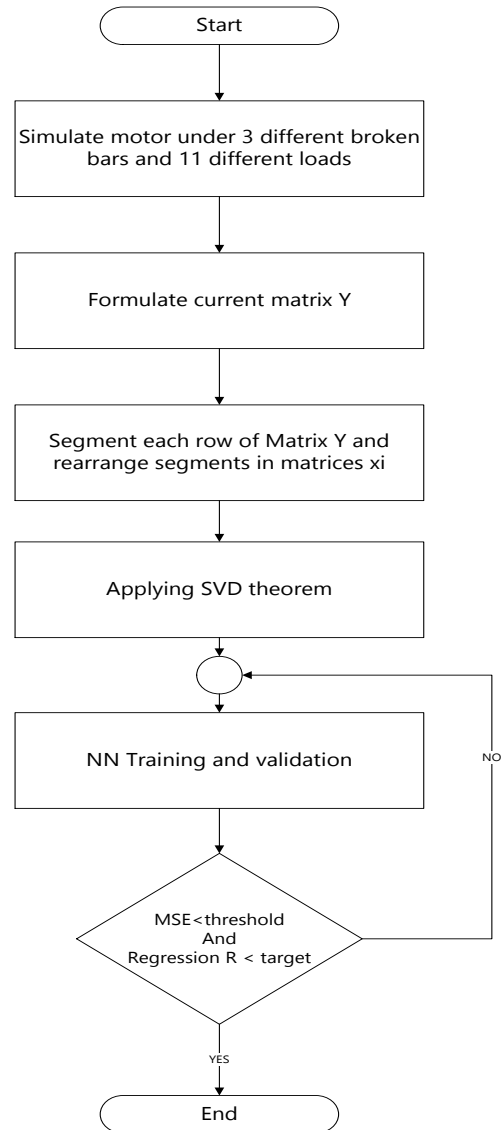 Start
Simulate motor under 3 different broken
bars and 11 different loads
Formulate current matrix Y
Segment each row of Matrix Y and
rearrange segments in matrices xi
Applying SVD theorem
NN Training and validation
NO
MSE<threshold
And
Regression R < target
YES
End